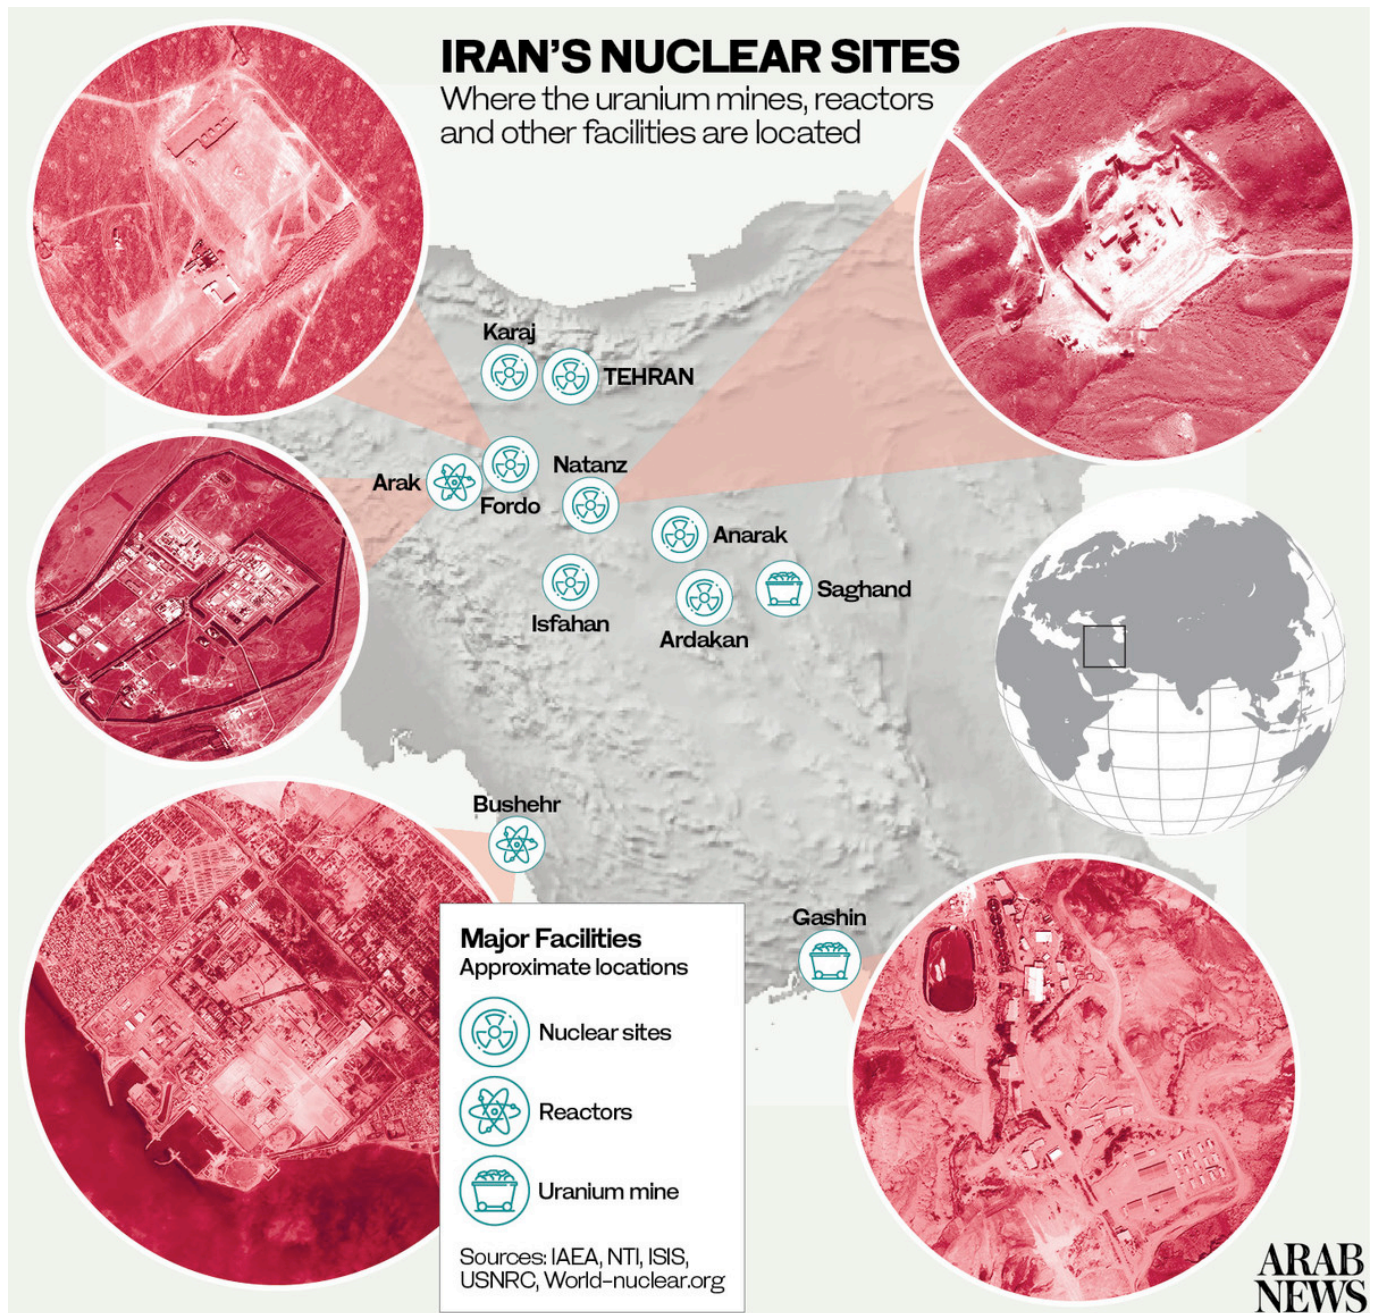 IRAN’S NUCLEAR SITES
Where the uranium mines, reactors
and other facilities are located
Karaj
TEHRAN
Arak
Fordo
Natanz
Anarak
Isfahan
Ardakan
Saghand
Bushehr
Gashin
Major Facilities
Approximate locations
Nuclear sites
Reactors
Uranium mine
Sources: IAEA, NTI, ISIS,
USNRC, World-nuclear.org
ARAB
NEWS